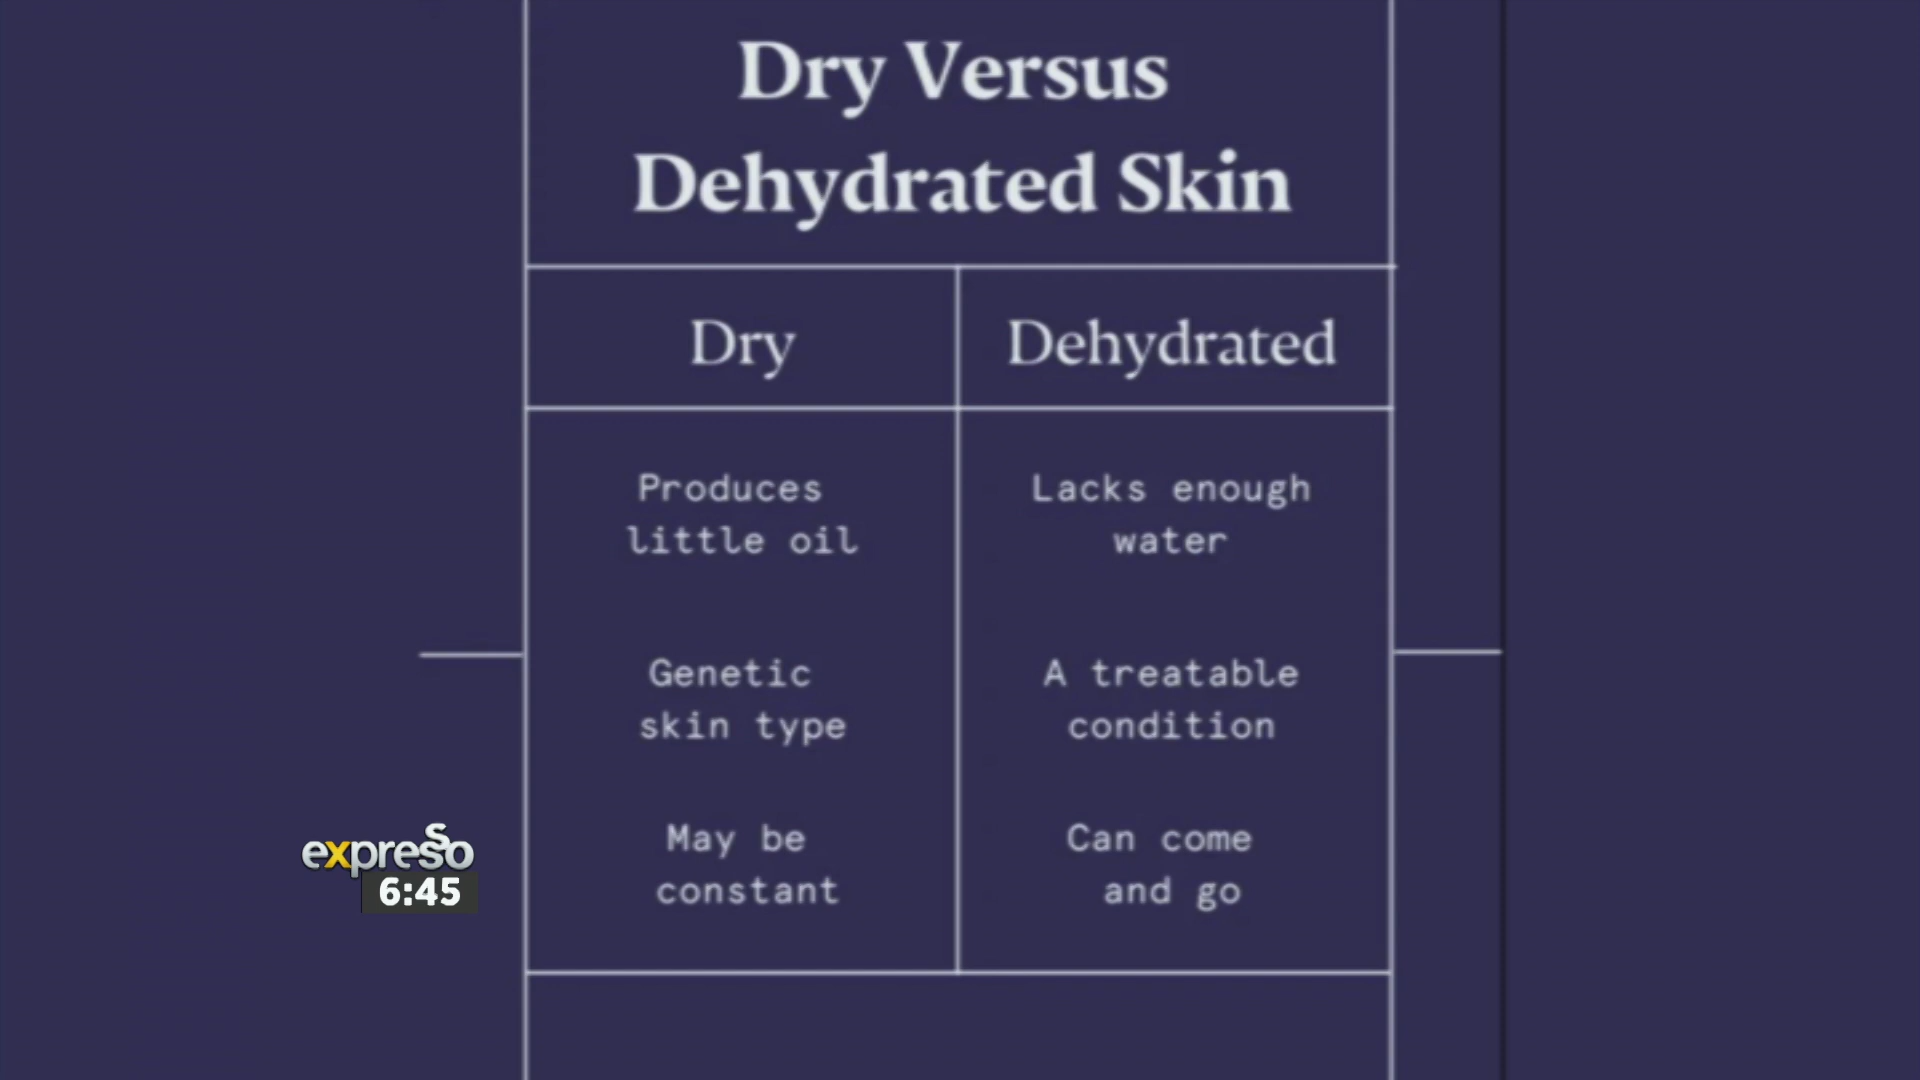 Dry Versus
Dehydrated Skin
Dry
Dehydrated
Produces
little oil
Lacks enough
water
Genetic
skin type
A treatable
condition
May be
constant
Can come
and go
expresso
6:45